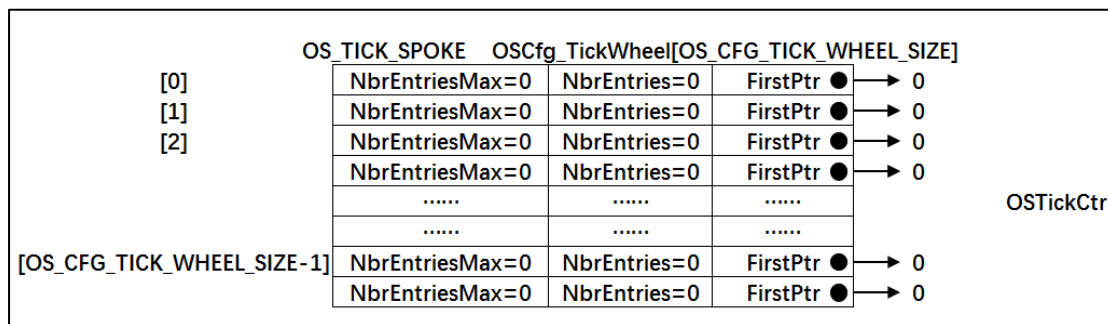 OS_TICK_SPOKE OSCfg_TickWheel[OS_CFG_TICK_WHEEL_SIZE]
[0] NbrEntriesMax=0 NbrEntries=0 FirstPtr 0
[1] NbrEntriesMax=0 NbrEntries=0 FirstPtr 0
[2] NbrEntriesMax=0 NbrEntries=0 FirstPtr 0
NbrEntriesMax=0 NbrEntries=0 FirstPtr 0
...... ...... ......
OSTickCtr
...... ...... ......
[OS_CFG_TICK_WHEEL_SIZE-1] NbrEntriesMax=0 NbrEntries=0 FirstPtr 0
NbrEntriesMax=0 NbrEntries=0 FirstPtr 0